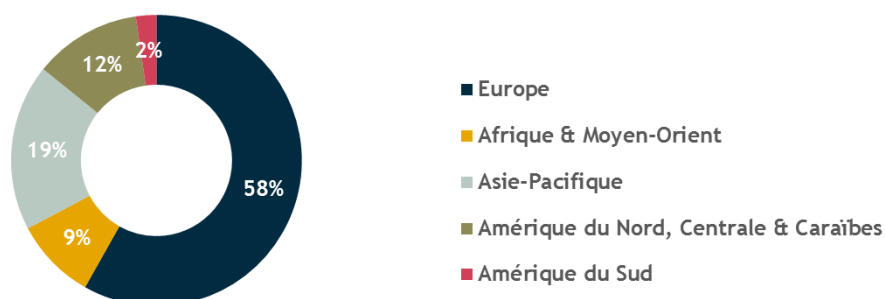 2%
12%
19%
58%
9%
Europe
Afrique & Moyen-Orient
Asie-Pacifique
Amérique du Nord, Centrale & Caraïbes
Amérique du Sud